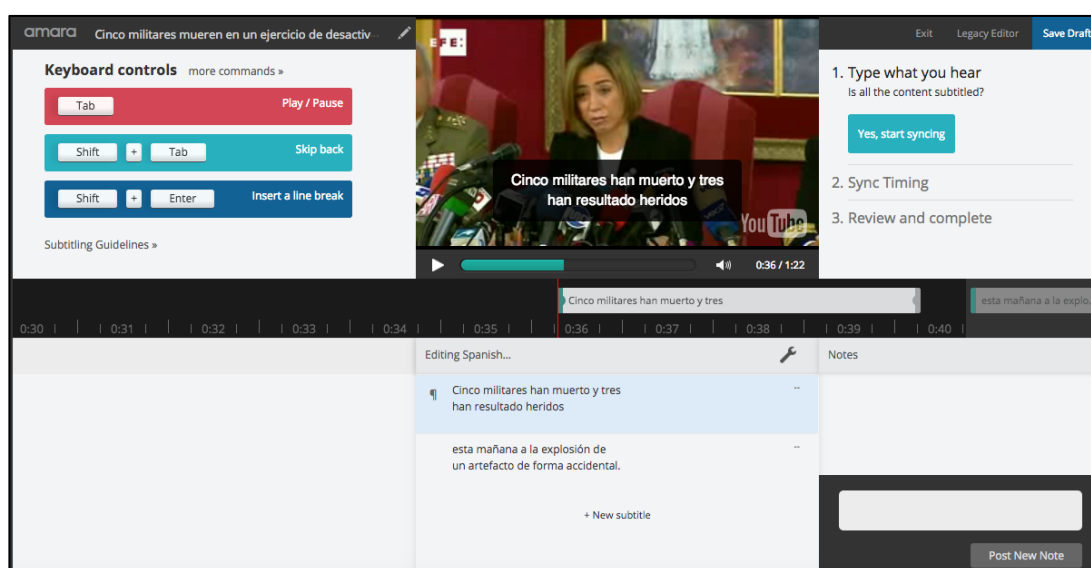 amara Cinco militares mueren en un ejercicio de desactiv...
Keyboard controls more commands »
Tab Play / Pause
Shift + Tab Skip back
Shift + Enter Insert a line break
Subtitling Guidelines »
EFE:
Cinco militares han muerto y tres
han resultado heridos
YouTube
0:36 / 1:22
Exit Legacy Editor Save Draft
1. Type what you hear
Is all the content subtitled?
Yes, start syncing
2. Sync Timing
3. Review and complete
Cinco militares han muerto y tres
esta mañana a la explo...
0:30 0:31 0:32 0:33 0:34 0:35 0:36 0:37 0:38 0:39 0:40
Editing Spanish...
Notes
¶ Cinco militares han muerto y tres --
han resultado heridos
esta mañana a la explosión de --
un artefacto de forma accidental.
+ New subtitle
Post New Note